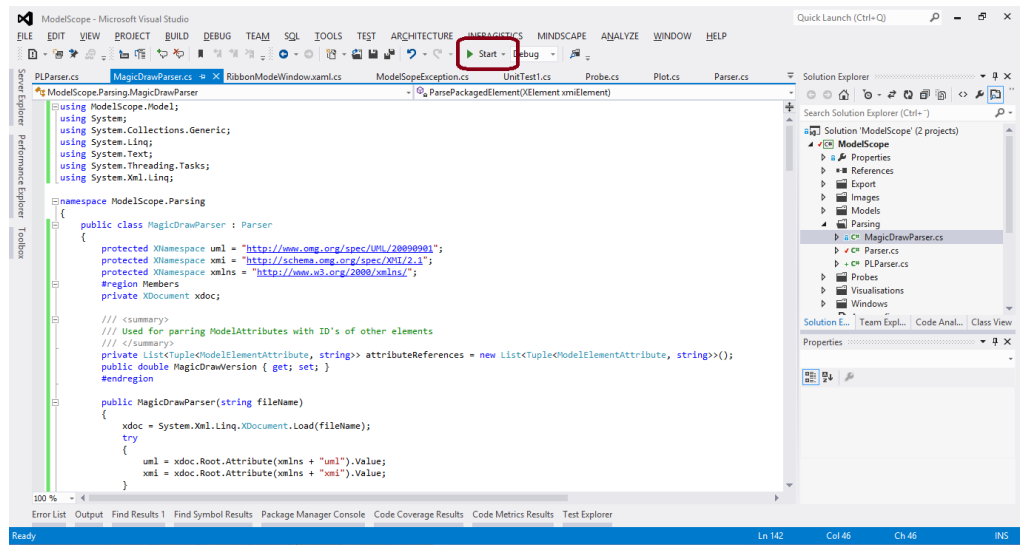 ModelScope - Microsoft Visual Studio
Quick Launch (Ctrl+Q)
FILE EDIT VIEW PROJECT BUILD DEBUG TEAM SQL TOOLS TEST ARCHITECTURE INFRAGISTICS MINDSCAPE ANALYZE WINDOW HELP
Start Debug
Server Explorer
Performance Explorer
Toolbox
PLParser.cs MagicDrawParser.cs RibbonModeWindow.xaml.cs ModelSopeException.cs UnitTest1.cs Probe.cs Plot.cs Parser.cs
ModelScope.Parsing.MagicDrawParser ParsePackagedElement(XElement xmiElement)
using ModelScope.Model;
using System;
using System.Collections.Generic;
using System.Linq;
using System.Text;
using System.Threading.Tasks;
using System.Xml.Linq;
namespace ModelScope.Parsing
{
public class MagicDrawParser : Parser
{
protected XNamespace uml = "http://www.omg.org/spec/UML/20090901";
protected XNamespace xmi = "http://schema.omg.org/spec/XMI/2.1";
protected XNamespace xmlns = "http://www.w3.org/2000/xmlns/";
#region Members
private XDocument xdoc;
/// <summary>
/// Used for parring ModelAttributes with ID's of other elements
/// </summary>
private List<Tuple<ModelElementAttribute, string>> attributeReferences = new List<Tuple<ModelElementAttribute, string>>();
public double MagicDrawVersion { get; set; }
#endregion
public MagicDrawParser(string fileName)
{
xdoc = System.Xml.Linq.XDocument.Load(fileName);
try
{
uml = xdoc.Root.Attribute(xmlns + "uml").Value;
xmi = xdoc.Root.Attribute(xmlns + "xmi").Value;
}
100 %
Solution Explorer
Search Solution Explorer (Ctrl+¨)
Solution 'ModelScope' (2 projects)
ModelScope
Properties
References
Export
Images
Models
Parsing
MagicDrawParser.cs
Parser.cs
PLParser.cs
Probes
Visualisations
Windows
Solution E... Team Expl... Code Anal... Class View
Properties
Error List Output Find Results 1 Find Symbol Results Package Manager Console Code Coverage Results Code Metrics Results Test Explorer
Ready Ln 142 Col 46 Ch 46 INS